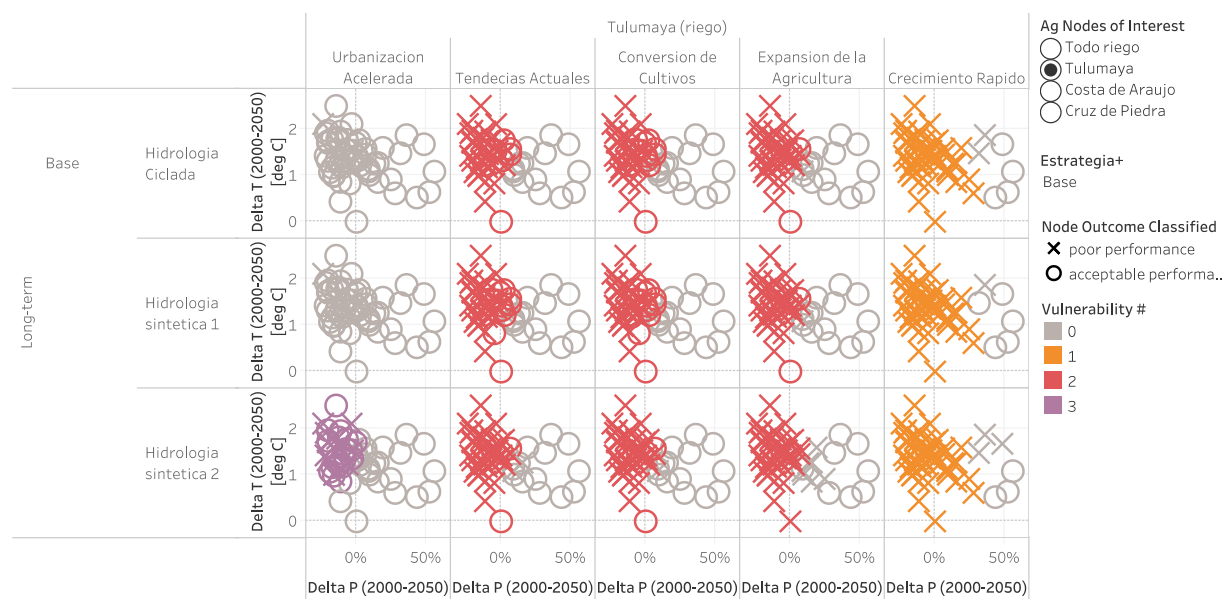 Tulumaya (riego)
Urbanizacion
Acelerada
Tendecias Actuales
Conversion de
Cultivos
Expansion de la
Agricultura
Crecimiento Rapido
Long-term
Base
Hidrologia
Ciclada
Delta T (2000-2050)
[deg C]
2
1
0
Hidrologia
sintetica 1
Delta T (2000-2050)
[deg C]
2
1
0
Hidrologia
sintetica 2
Delta T (2000-2050)
[deg C]
2
1
0
0% 50% 0% 50% 0% 50% 0% 50% 0% 50%
Delta P (2000-2050) Delta P (2000-2050) Delta P (2000-2050) Delta P (2000-2050) Delta P (2000-2050)
Ag Nodes of Interest
Todo riego
Tulumaya
Costa de Araujo
Cruz de Piedra
Estrategia+
Base
Node Outcome Classified
poor performance
acceptable performa..
Vulnerability #
0
1
2
3